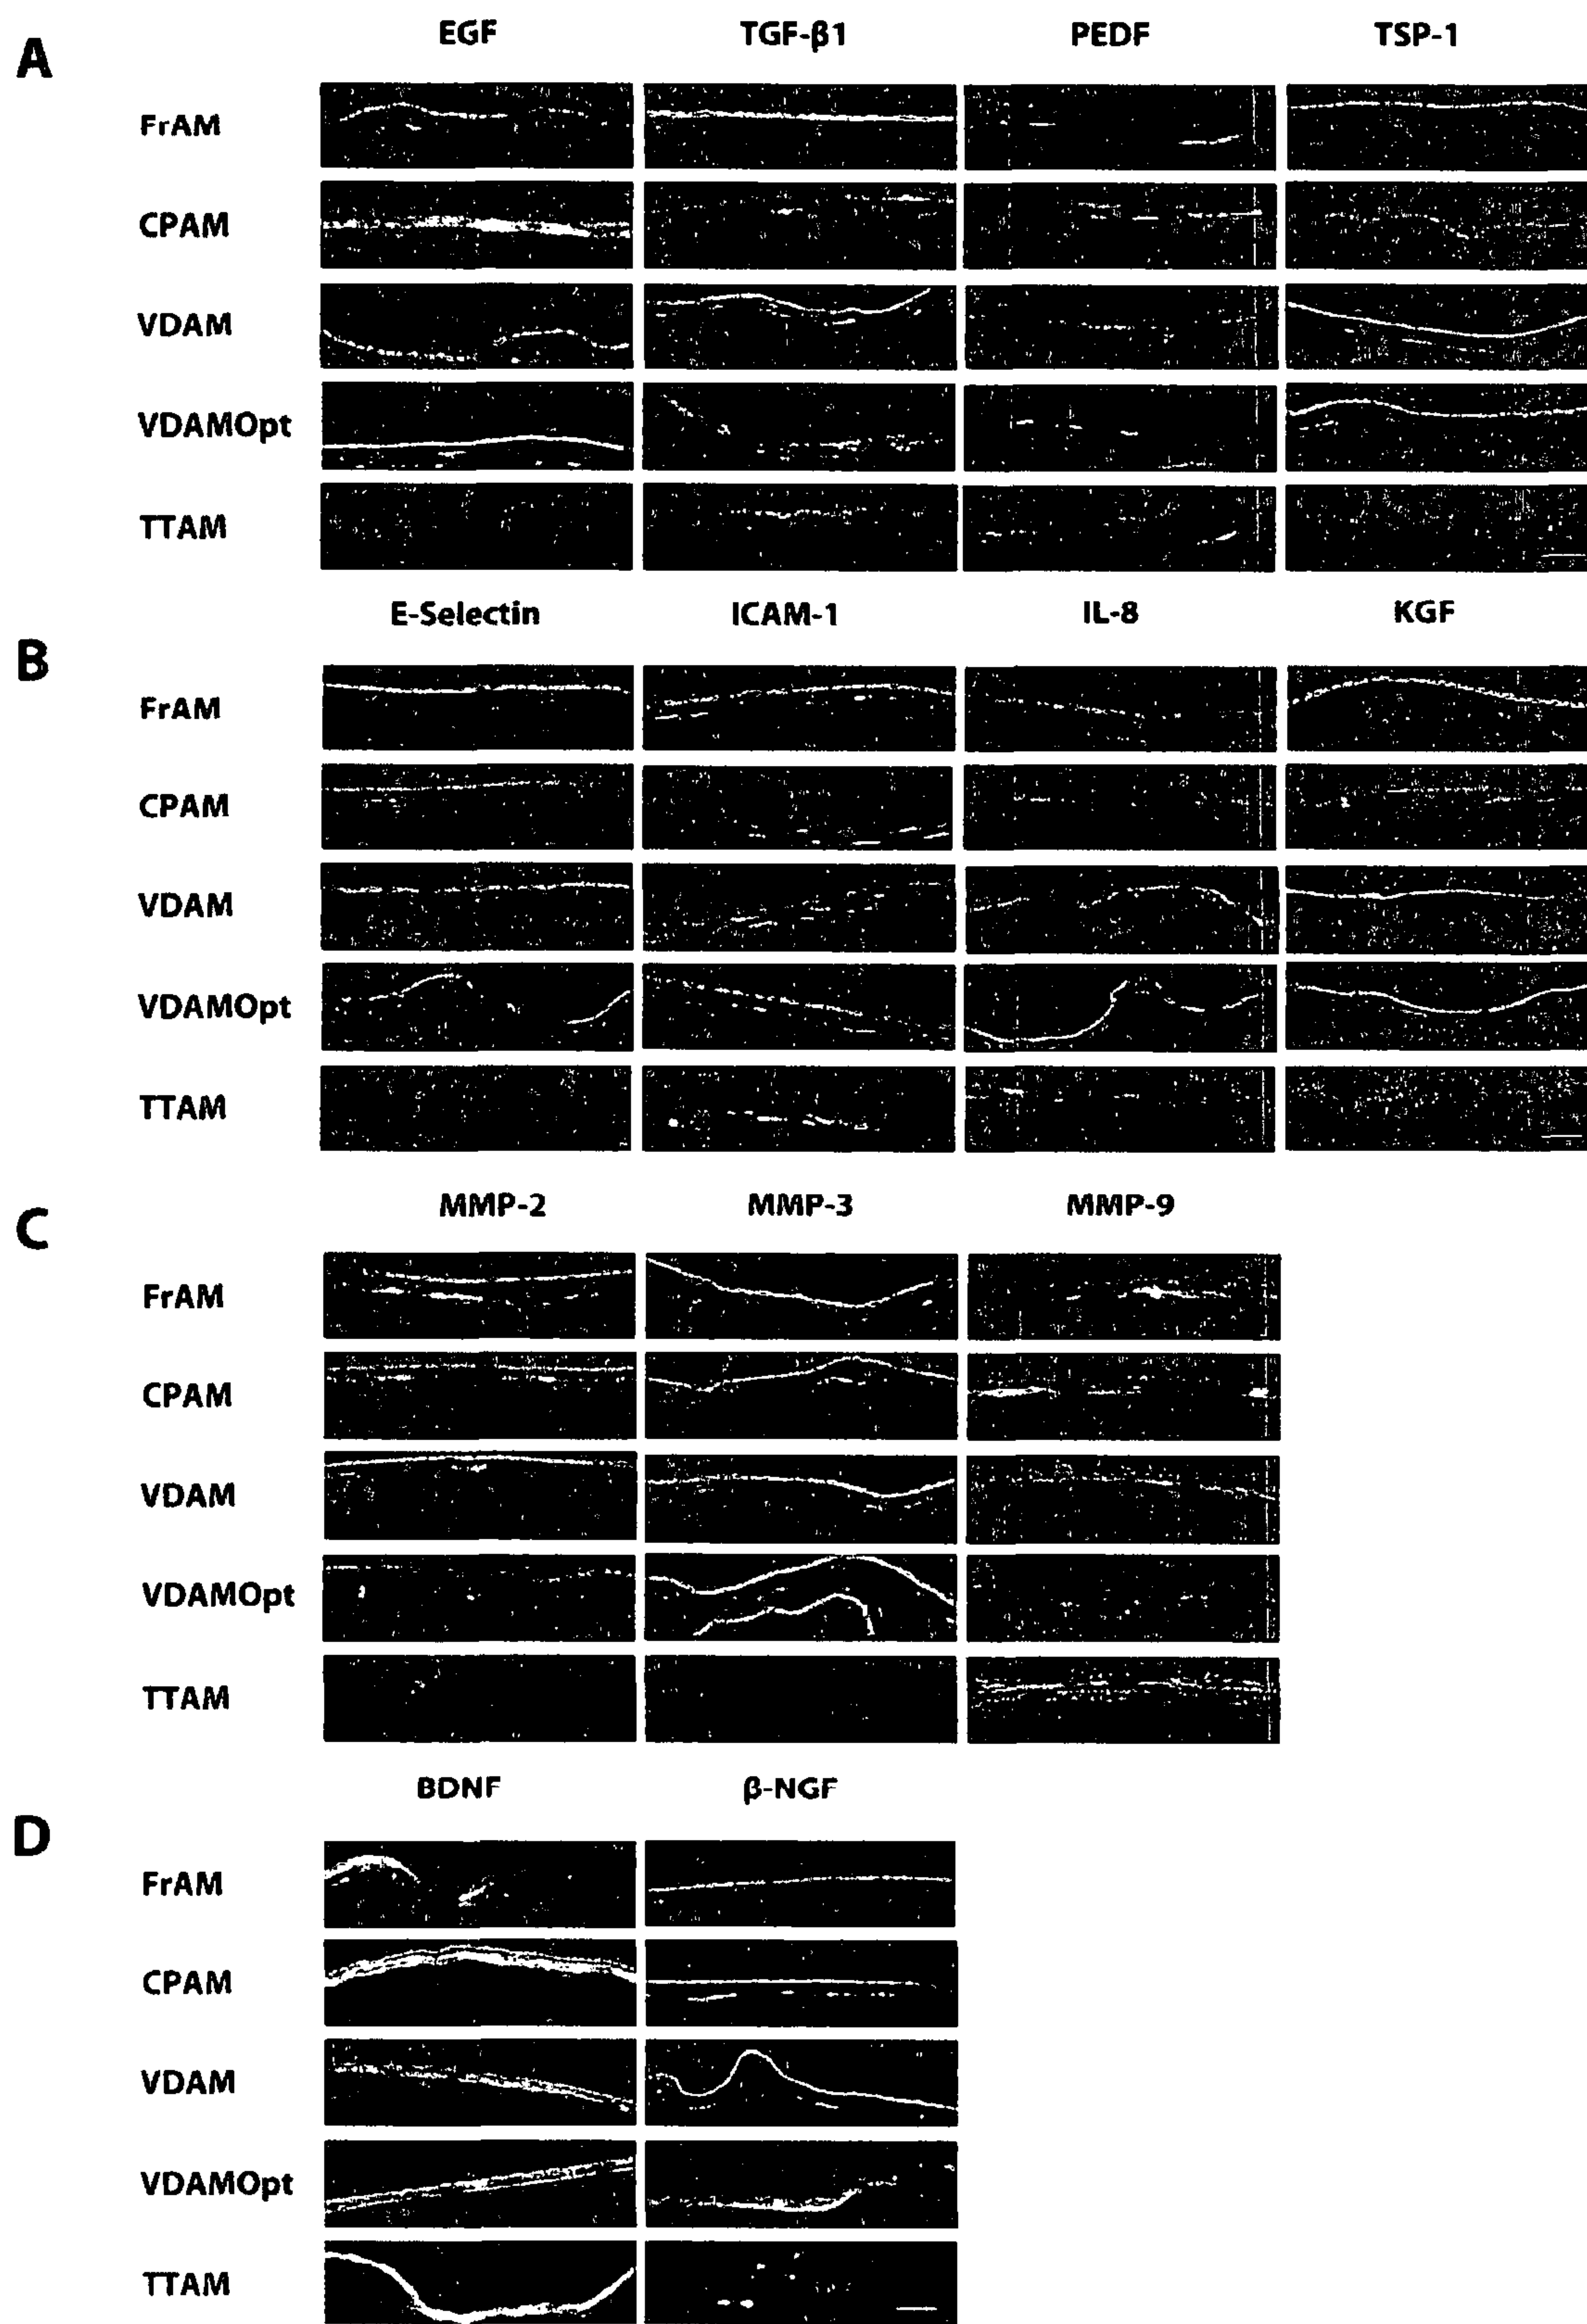 A
EGF TGF-β1 PEDF TSP-1
FrAM
CPAM
VDAM
VDAMOpt
TTAM
B
E-Selectin ICAM-1 IL-8 KGF
FrAM
CPAM
VDAM
VDAMOpt
TTAM
C
MMP-2 MMP-3 MMP-9
FrAM
CPAM
VDAM
VDAMOpt
TTAM
D
BDNF β-NGF
FrAM
CPAM
VDAM
VDAMOpt
TTAM